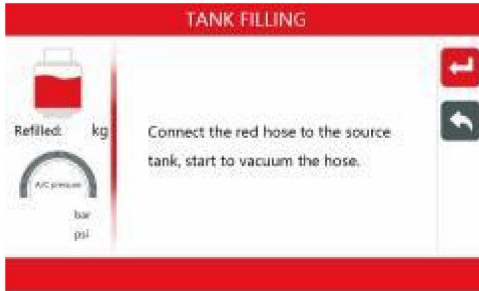 TANK FILLING
Refilled: kg
A/C pressure
bar
psi
Connect the red hose to the source
tank, start to vacuum the hose.